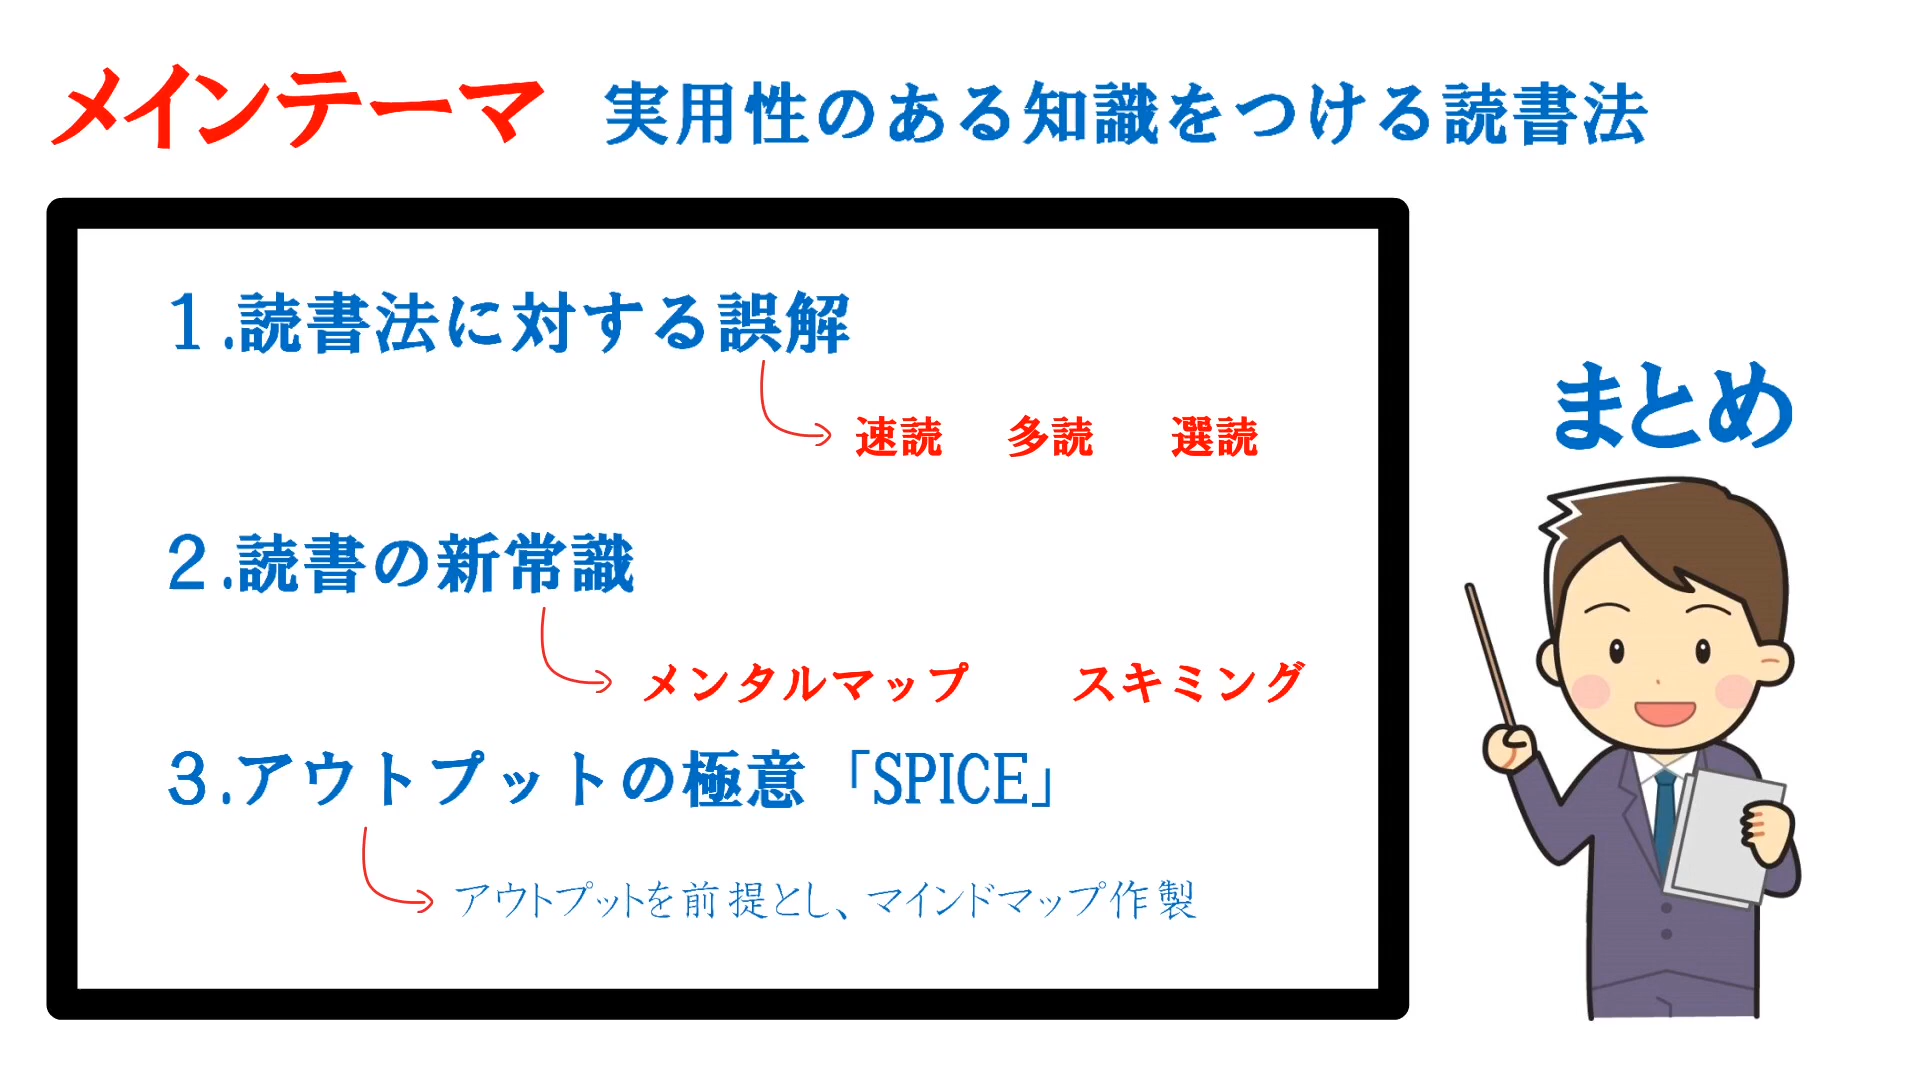 メインテーマ 実用性のある知識をつける読書法
１.読書法に対する誤解
速読 多読 選読
まとめ
２.読書の新常識
メンタルマップ スキミング
３.アウトプットの極意「SPICE」
アウトプットを前提とし、マインドマップ作製